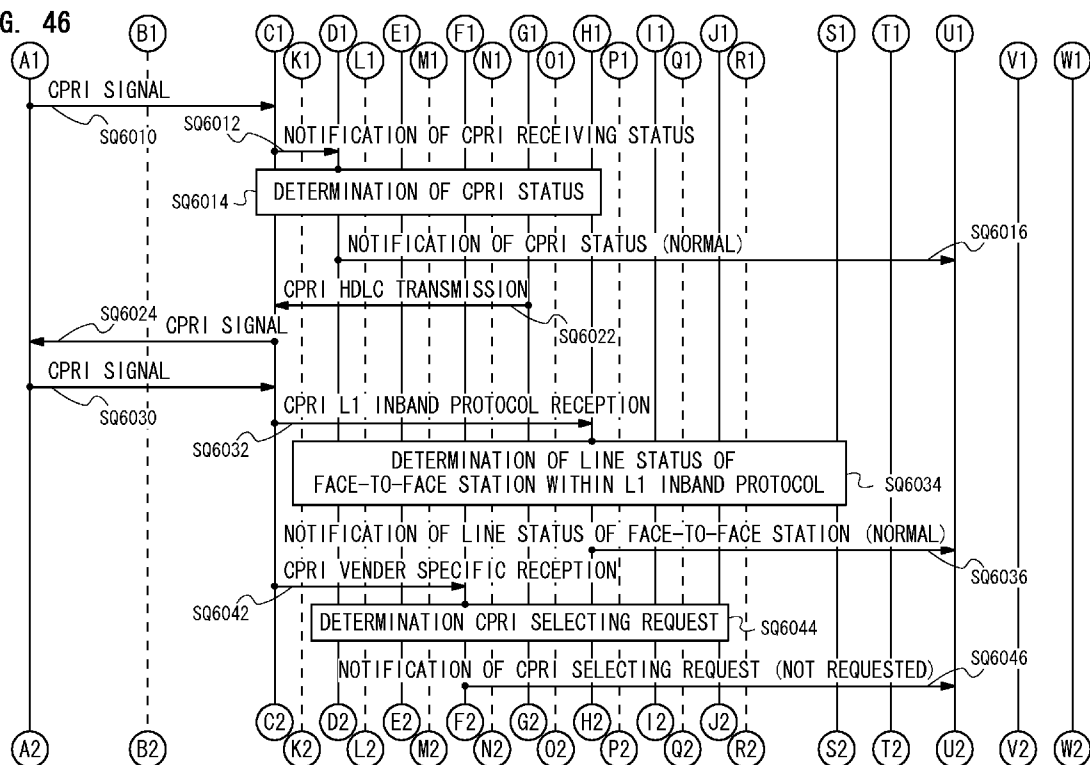 G. 46
A1 B1 C1 D1 E1 F1 G1 H1 I1 J1 S1 T1 U1
K1 L1 M1 N1 O1 P1 Q1 R1 V1 W1
CPRI SIGNAL
SQ6010
SQ6012
NOTIFICATION OF CPRI RECEIVING STATUS
DETERMINATION OF CPRI STATUS
SQ6014
NOTIFICATION OF CPRI STATUS (NORMAL)
SQ6016
CPRI HDLC TRANSMISSION
SQ6022
SQ6024
CPRI SIGNAL
CPRI SIGNAL
SQ6030
CPRI L1 INBAND PROTOCOL RECEPTION
SQ6032
DETERMINATION OF LINE STATUS OF
FACE-TO-FACE STATION WITHIN L1 INBAND PROTOCOL
SQ6034
NOTIFICATION OF LINE STATUS OF FACE-TO-FACE STATION (NORMAL)
SQ6036
CPRI VENDER SPECIFIC RECEPTION
SQ6042
DETERMINATION CPRI SELECTING REQUEST
SQ6044
NOTIFICATION OF CPRI SELECTING REQUEST (NOT REQUESTED)
SQ6046
C2 D2 E2 F2 G2 H2 I2 J2
A2 B2 K2 L2 M2 N2 O2 P2 Q2 R2 S2 T2 U2 V2 W2